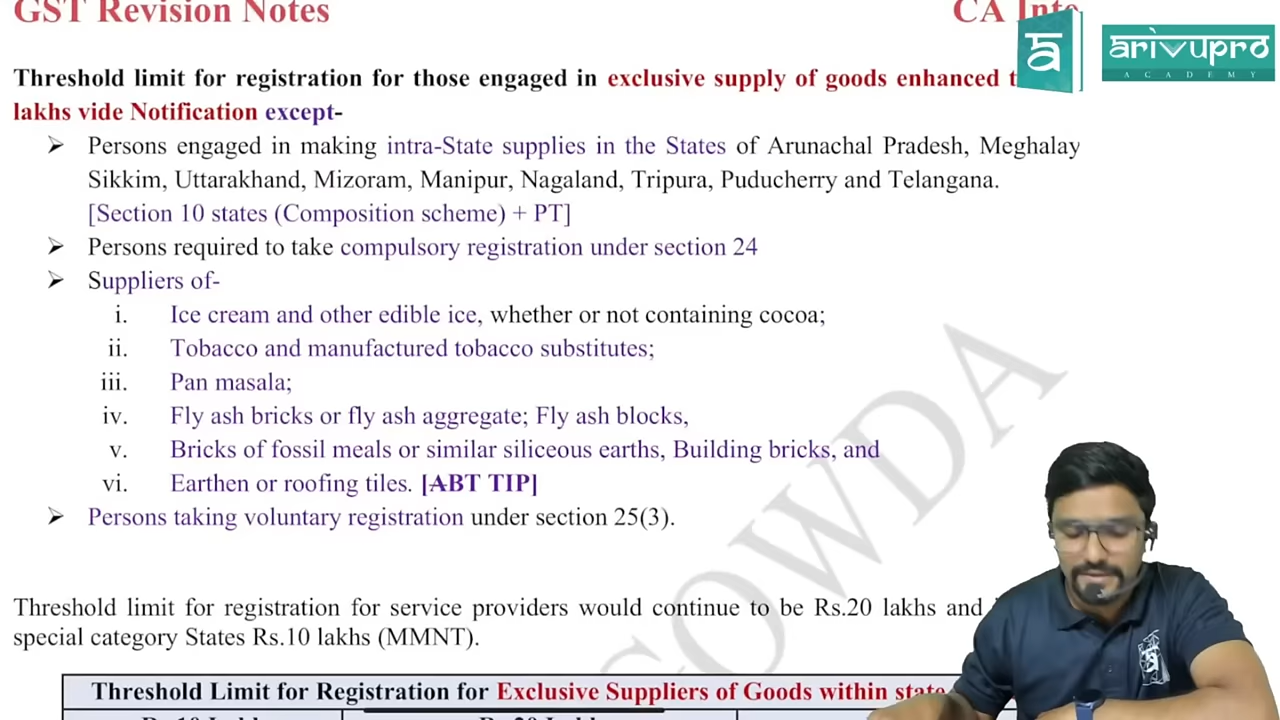 GST Revision Notes CA Inte
ā
ārivupro
ACADEMY
Threshold limit for registration for those engaged in exclusive supply of goods enhanced
lakhs vide Notification except-
➢ Persons engaged in making intra-State supplies in the States of Arunachal Pradesh, Meghalay
Sikkim, Uttarakhand, Mizoram, Manipur, Nagaland, Tripura, Puducherry and Telangana.
[Section 10 states (Composition scheme) + PT]
➢ Persons required to take compulsory registration under section 24
➢ Suppliers of-
i. Ice cream and other edible ice, whether or not containing cocoa;
ii. Tobacco and manufactured tobacco substitutes;
iii. Pan masala;
iv. Fly ash bricks or fly ash aggregate; Fly ash blocks,
v. Bricks of fossil meals or similar siliceous earths, Building bricks, and
vi. Earthen or roofing tiles. [ABT TIP]
➢ Persons taking voluntary registration under section 25(3).
GOWDA
Threshold limit for registration for service providers would continue to be Rs.20 lakhs and
special category States Rs.10 lakhs (MMNT).
Threshold Limit for Registration for Exclusive Suppliers of Goods within state